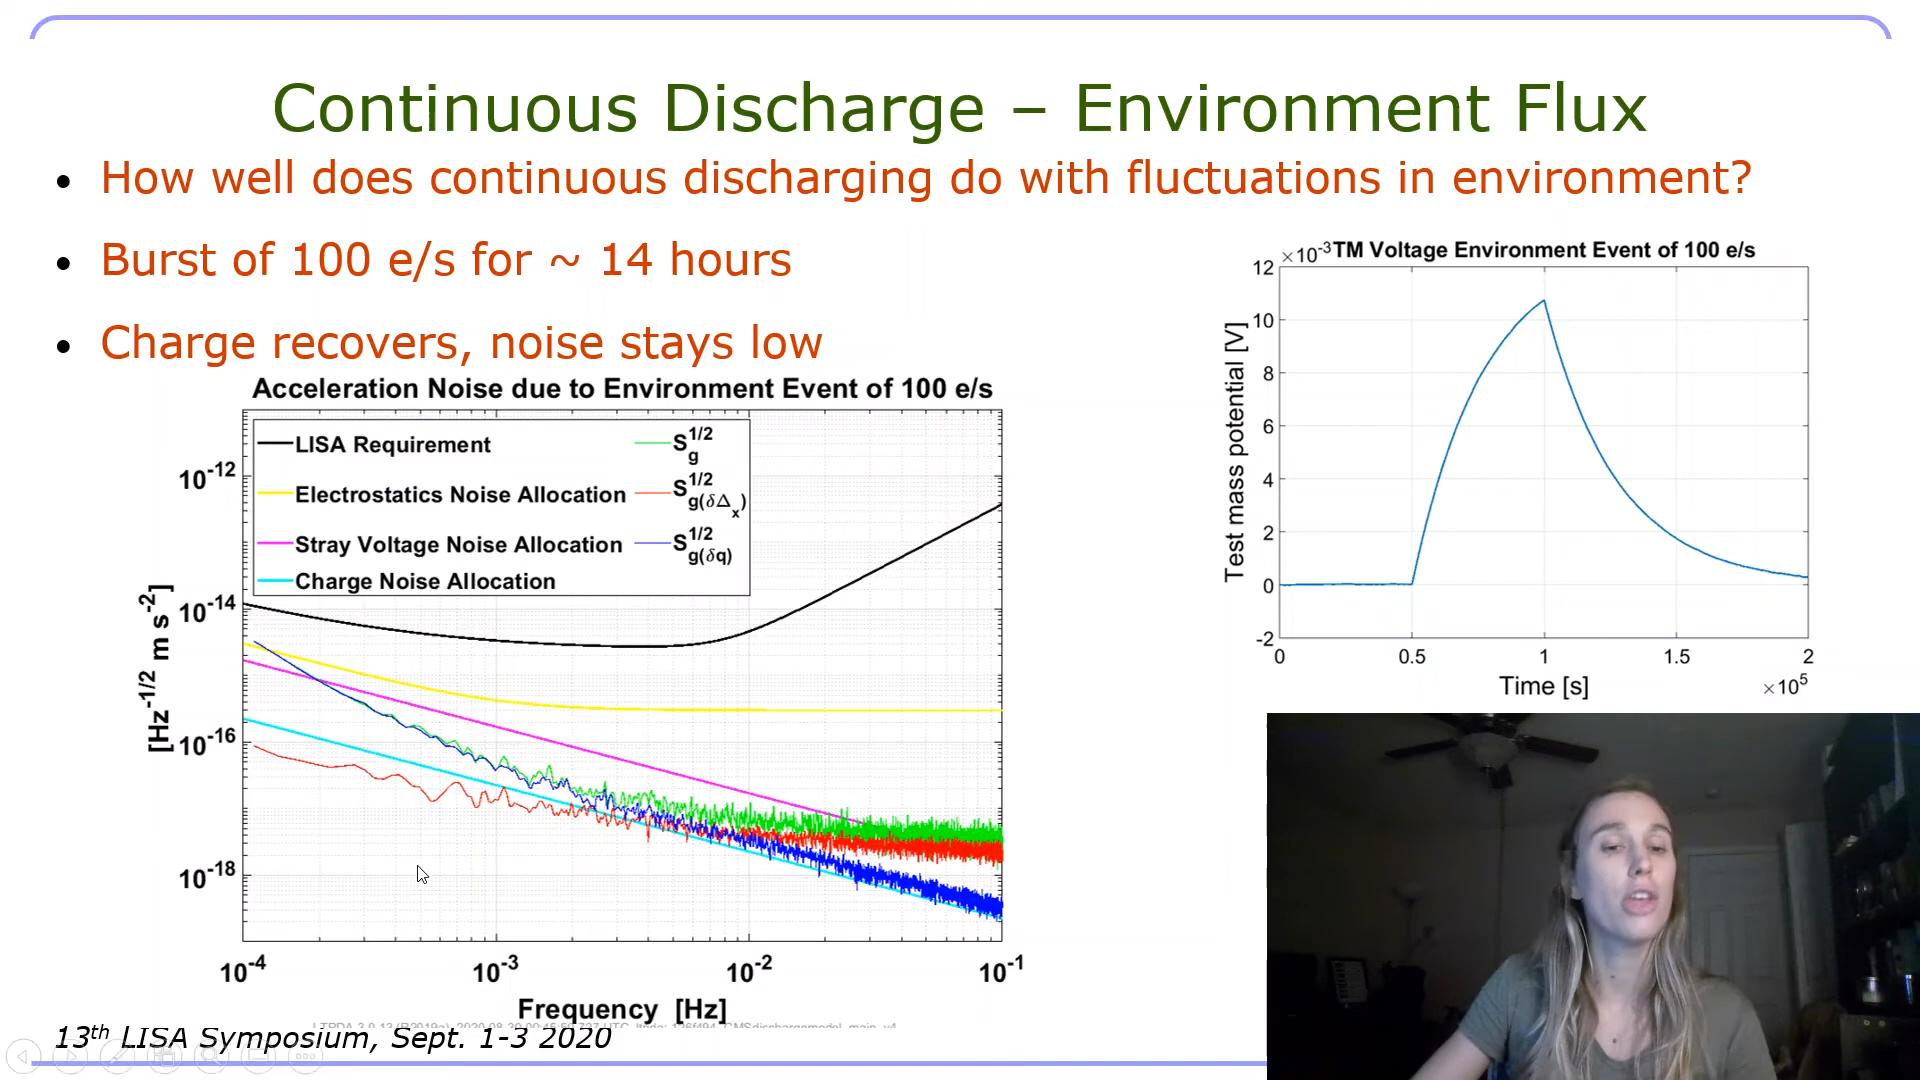 Continuous Discharge – Environment Flux
• How well does continuous discharging do with fluctuations in environment?
• Burst of 100 e/s for ~ 14 hours
• Charge recovers, noise stays low
Acceleration Noise due to Environment Event of 100 e/s
LISA Requirement
Electrostatics Noise Allocation
Stray Voltage Noise Allocation
Charge Noise Allocation
S_g^{1/2}
S_{g(δΔ_x)}^{1/2}
S_{g(δq)}^{1/2}
[Hz^{-1/2} m s^{-2}]
10^{-12}
10^{-14}
10^{-16}
10^{-18}
10^{-4} 10^{-3} 10^{-2} 10^{-1}
Frequency [Hz]
×10^{-3} TM Voltage Environment Event of 100 e/s
Test mass potential [V]
12
10
8
6
4
2
0
-2
0 0.5 1 1.5 2
Time [s] ×10^5
13th LISA Symposium, Sept. 1-3 2020